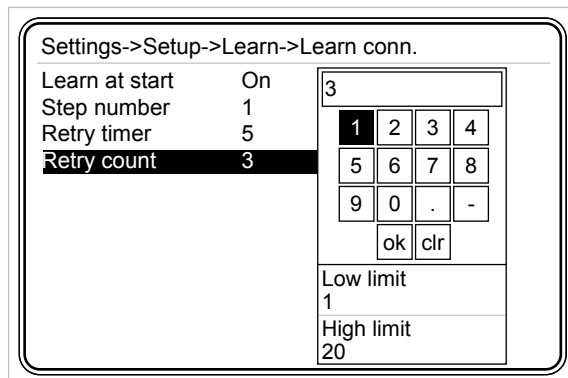 Settings->Setup->Learn->Learn conn.
Learn at start On
Step number 1
Retry timer 5
Retry count 3
3
1 2 3 4
5 6 7 8
9 0 . -
ok clr
Low limit
1
High limit
20